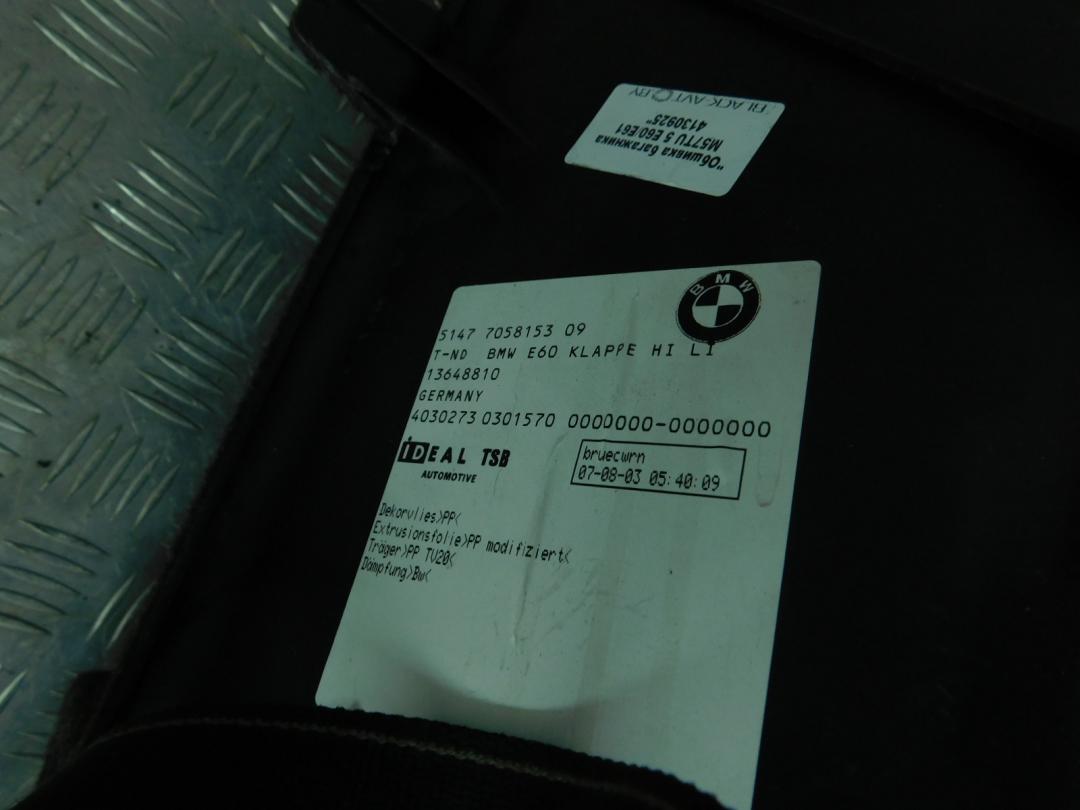 "Обшивка багажника
M57TU 5 E60/E61
4130925"
BLACK-AVTO.BY
BMW
5147 7058153 09
T-ND BMW E60 KLAPPE HI LI
13648810
GERMANY
4030273 0301570 0000000-0000000
IDEAL TSB
AUTOMOTIVE
bruecwrn
07-08-03 05:40:09
Dekorvlies>PP<
Extrusionsfolie>PP modifiziert<
Träger>PP TV20<
Dämpfung>Bw<